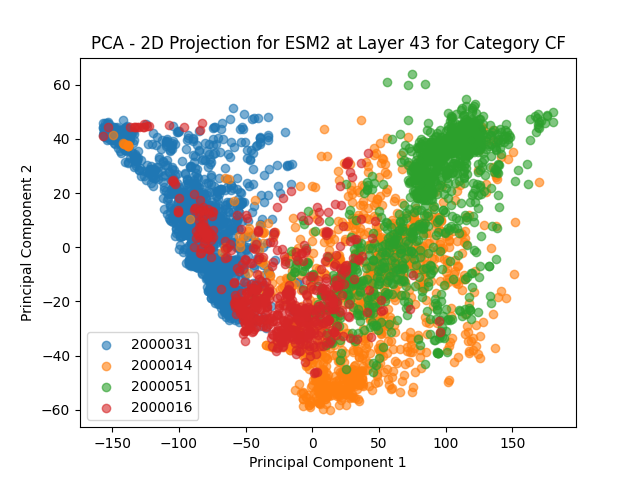 PCA - 2D Projection for ESM2 at Layer 43 for Category CF
60
40
20
0
−20
−40
−60
Principal Component 2
2000031
2000014
2000051
2000016
−150 −100 −50 0 50 100 150
Principal Component 1